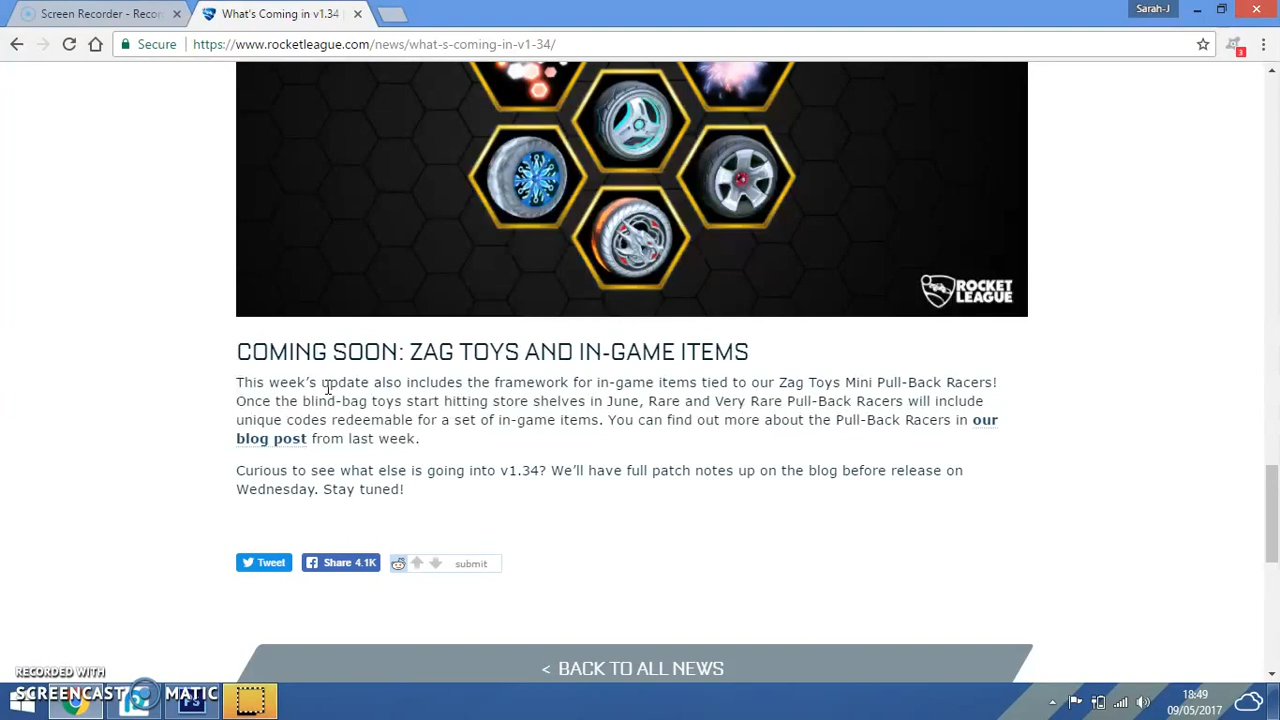 Screen Recorder - Recor
What's Coming in v1.34
Sarah-J
Secure
https://www.rocketleague.com/news/what-s-coming-in-v1-34/
3
ROCKET
LEAGUE
COMING SOON: ZAG TOYS AND IN-GAME ITEMS
This week's update also includes the framework for in-game items tied to our Zag Toys Mini Pull-Back Racers!
Once the blind-bag toys start hitting store shelves in June, Rare and Very Rare Pull-Back Racers will include
unique codes redeemable for a set of in-game items. You can find out more about the Pull-Back Racers in our
blog post from last week.
Curious to see what else is going into v1.34? We'll have full patch notes up on the blog before release on
Wednesday. Stay tuned!
Tweet
Share 4.1K
submit
< BACK TO ALL NEWS
RECORDED WITH
SCREENCAST MATIC
PS
18:49
09/05/2017